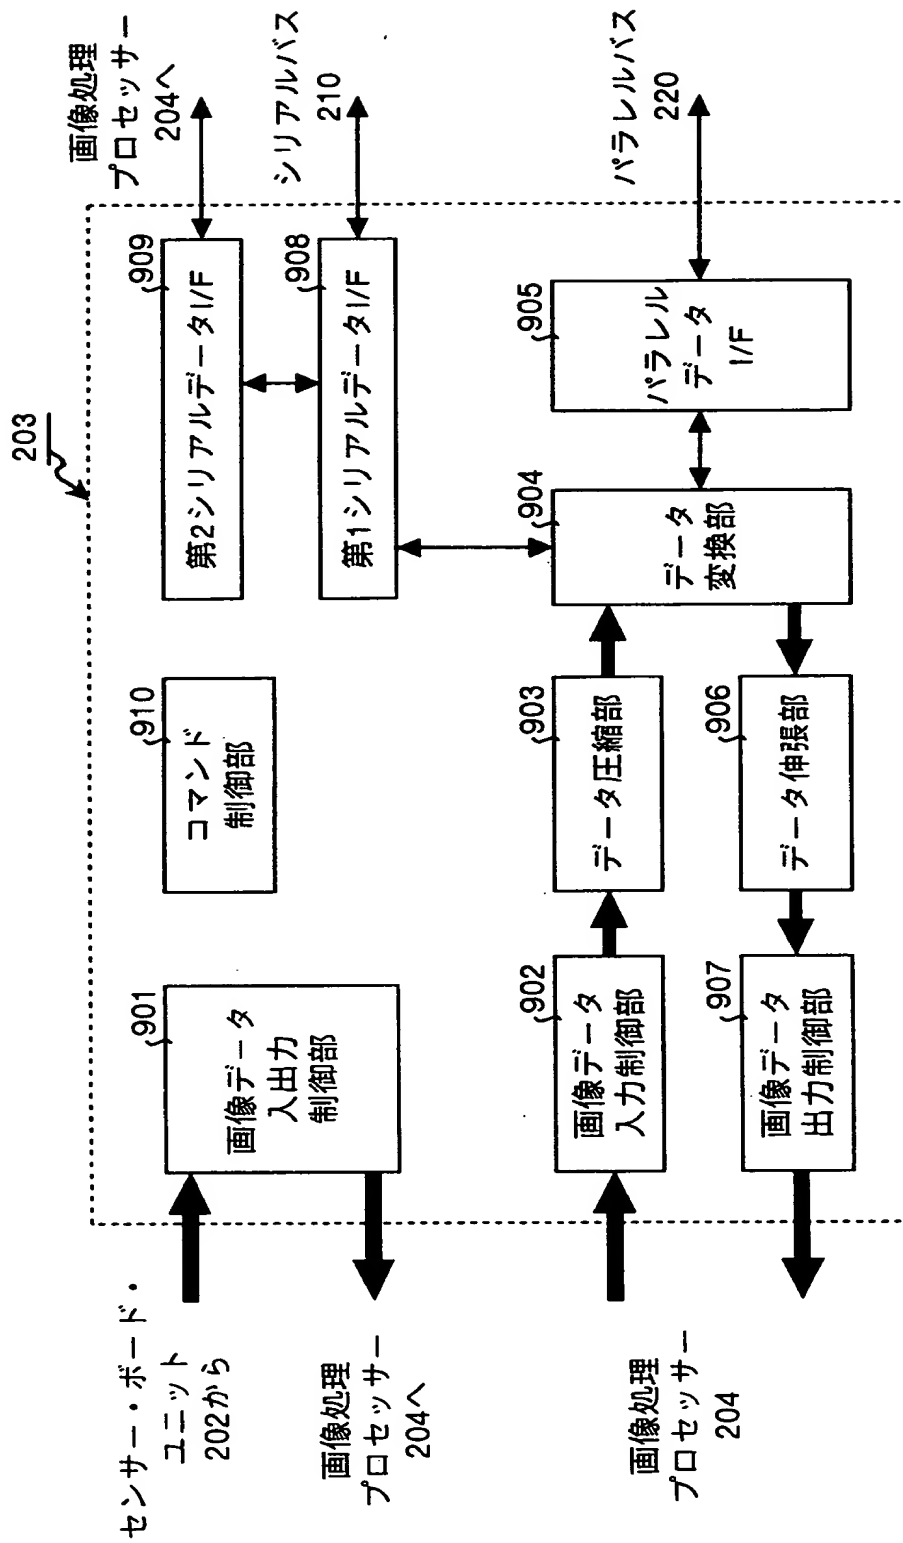 203
センサー・ボード・
ユニット
202から
画像処理
プロセッサー
204へ
画像処理
プロセッサー
204
901
画像データ
入出力
制御部
910
コマンド
制御部
909
第2シリアルデータI/F
908
第1シリアルデータI/F
902
画像データ
入力制御部
903
データ圧縮部
904
データ
変換部
905
パラレル
データ
I/F
907
画像データ
出力制御部
906
データ伸張部
画像処理
プロセッサー
204へ
シリアルバス
210
パラレルバス
220